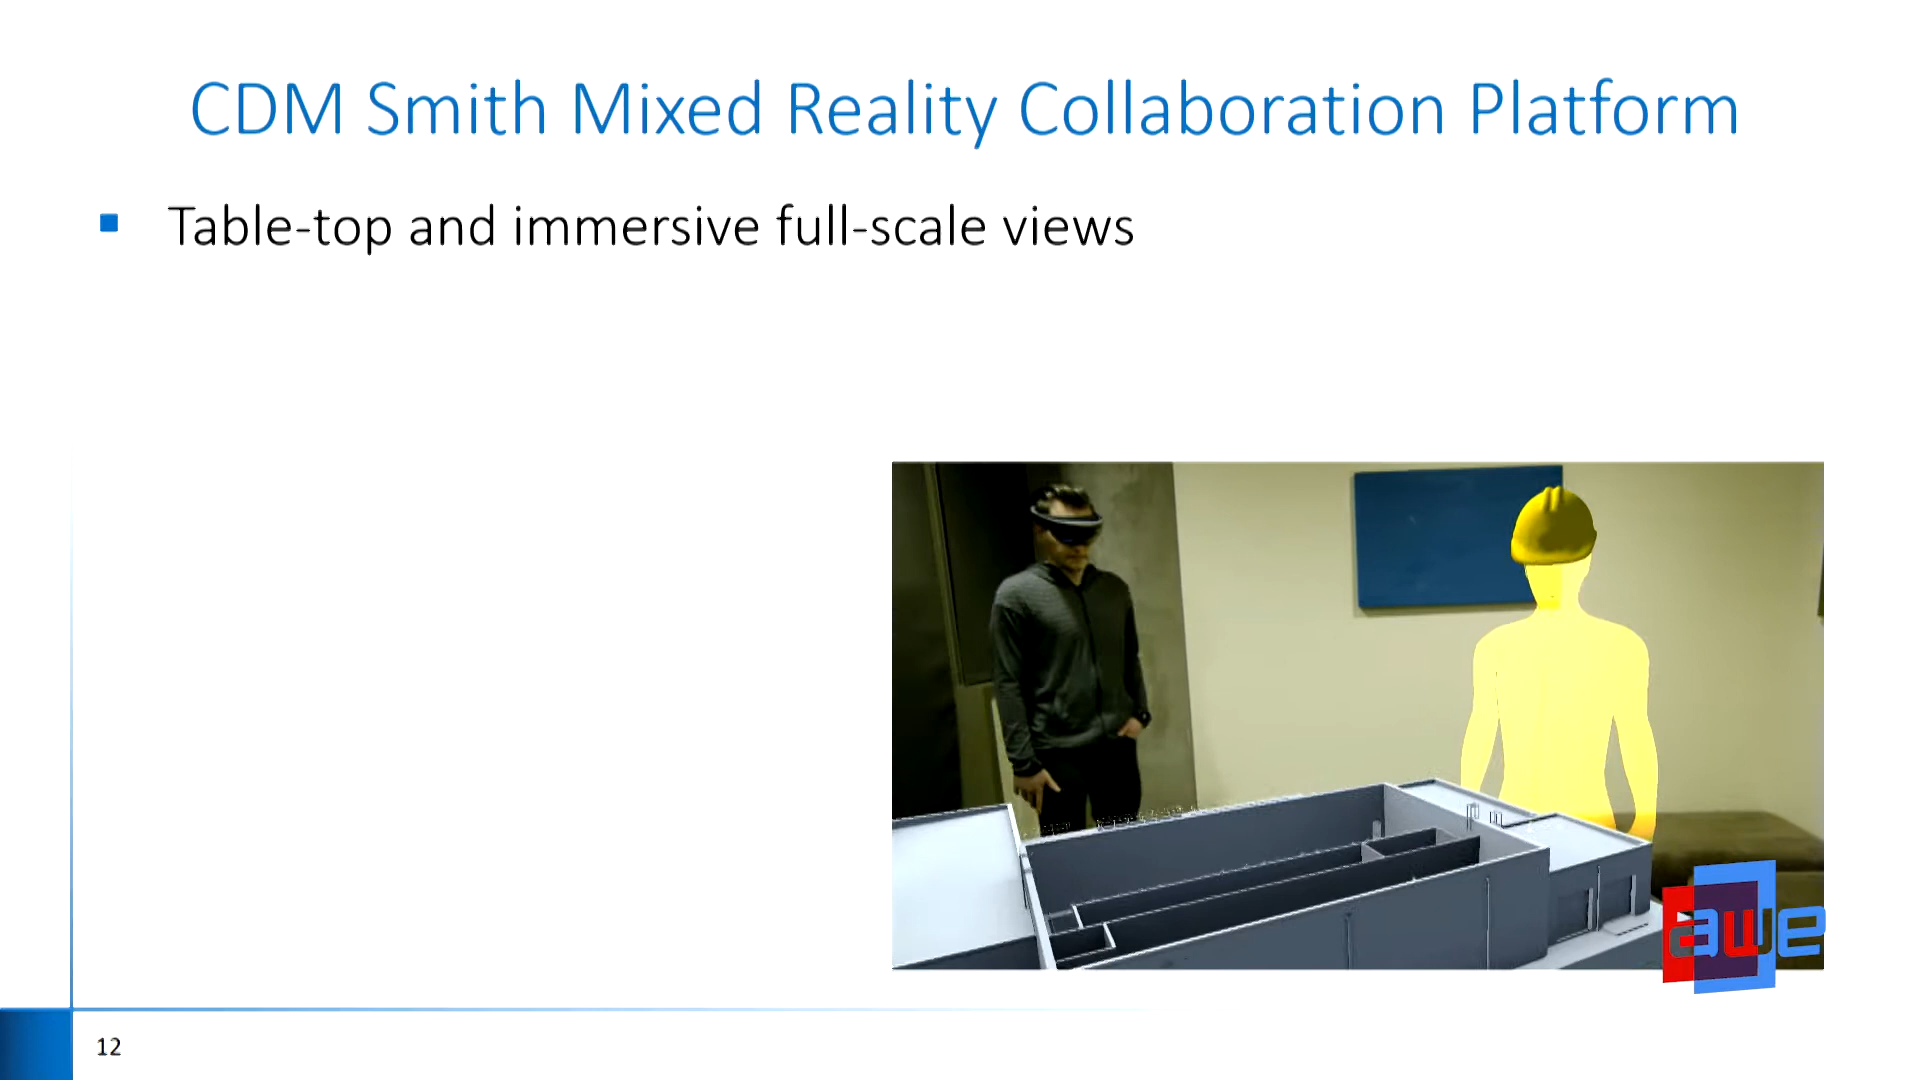 CDM Smith Mixed Reality Collaboration Platform
Table-top and immersive full-scale views
awe
12